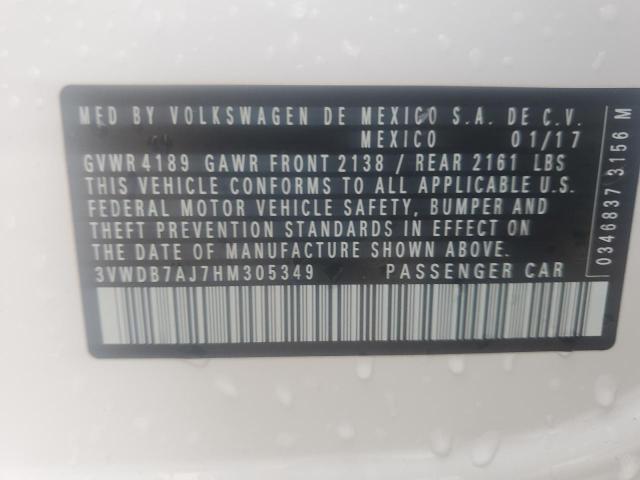 MFD BY VOLKSWAGEN DE MEXICO S.A. DE C.V.
MEXICO 01/17
GVWR 4189 GAWR FRONT 2138 / REAR 2161 LBS
THIS VEHICLE CONFORMS TO ALL APPLICABLE U.S.
FEDERAL MOTOR VEHICLE SAFETY, BUMPER AND
THEFT PREVENTION STANDARDS IN EFFECT ON
THE DATE OF MANUFACTURE SHOWN ABOVE.
3VWDB7AJ7HM305349 PASSENGER CAR
0346837 3156 M